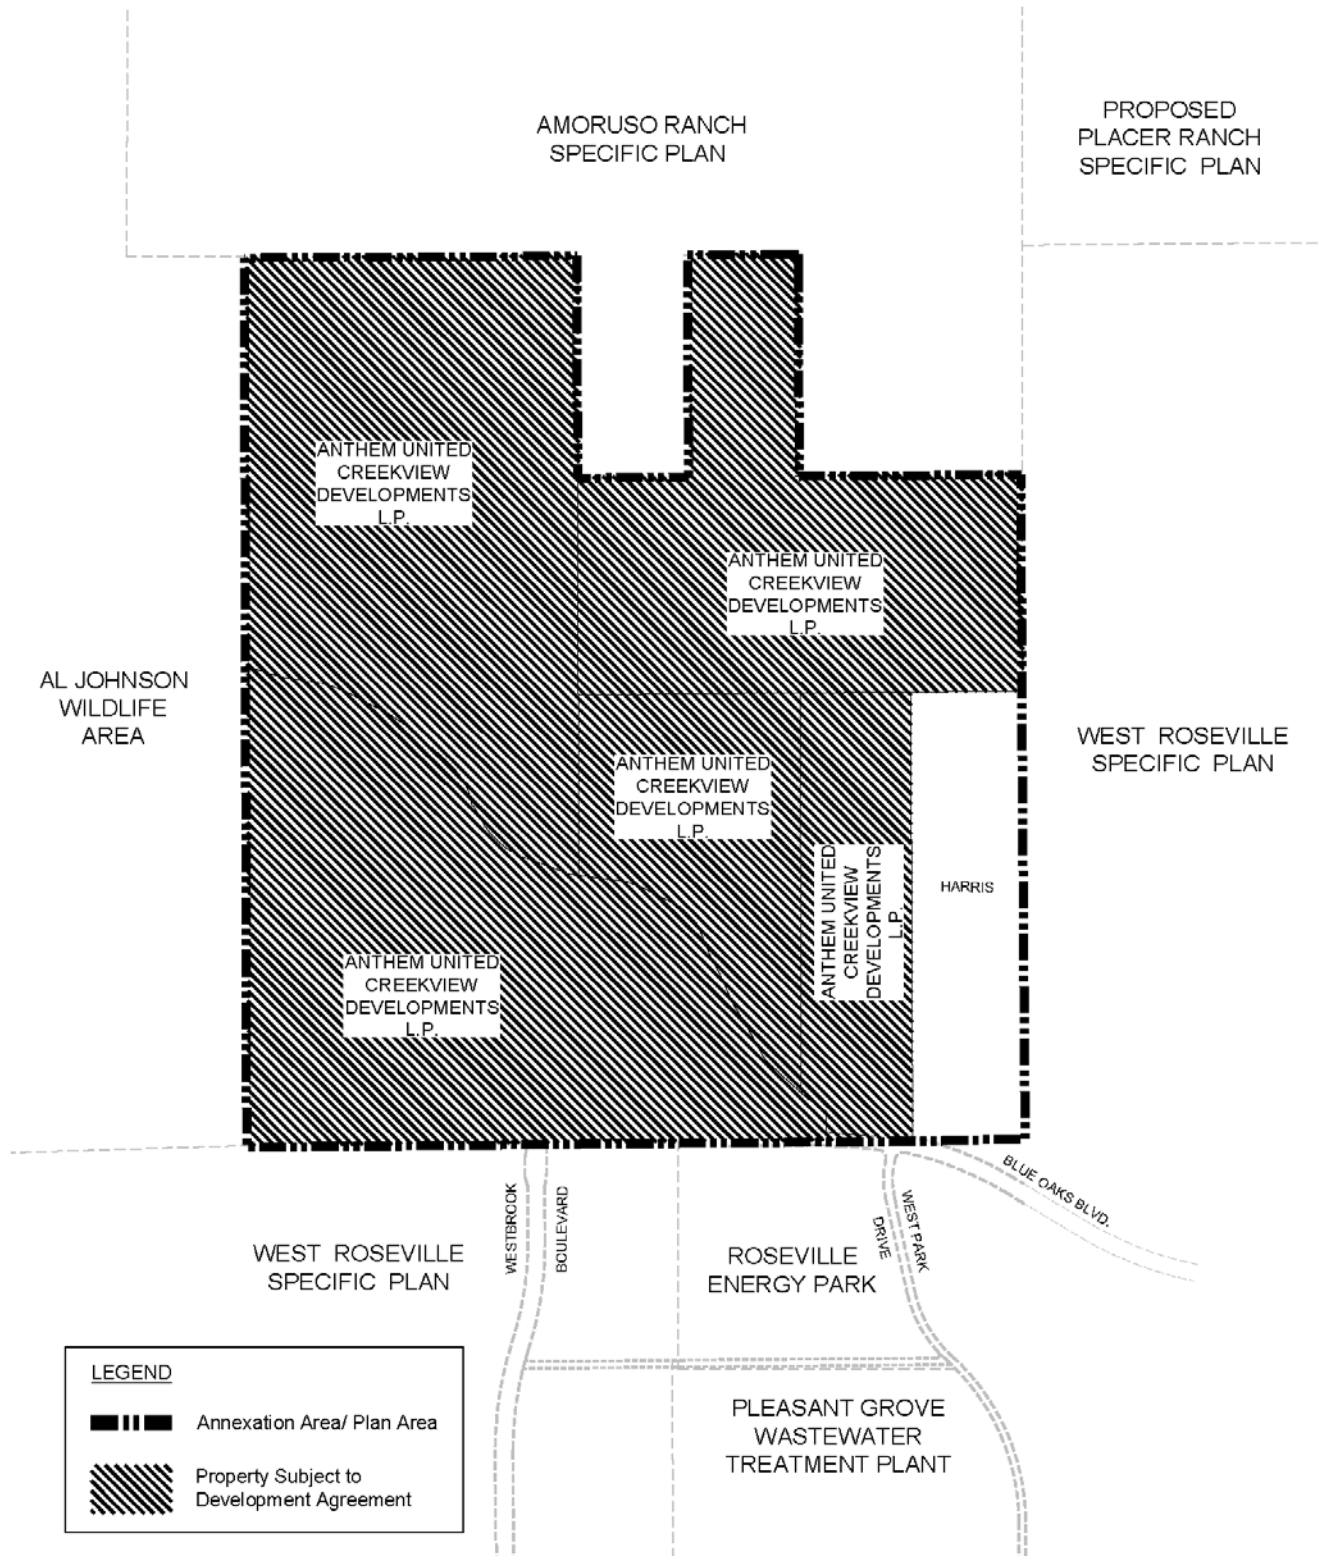 AMORUSO RANCH
SPECIFIC PLAN
PROPOSED
PLACER RANCH
SPECIFIC PLAN
ANTHEM UNITED
CREEKVIEW
DEVELOPMENTS
L.P.
ANTHEM UNITED
CREEKVIEW
DEVELOPMENTS
L.P.
AL JOHNSON
WILDLIFE
AREA
WEST ROSEVILLE
SPECIFIC PLAN
ANTHEM UNITED
CREEKVIEW
DEVELOPMENTS
L.P.
ANTHEM UNITED
CREEKVIEW
DEVELOPMENTS
L.P.
HARRIS
ANTHEM UNITED
CREEKVIEW
DEVELOPMENTS
L.P.
WESTBROOK
BOULEVARD
WEST PARK
DRIVE
BLUE OAKS BLVD.
WEST ROSEVILLE
SPECIFIC PLAN
ROSEVILLE
ENERGY PARK
PLEASANT GROVE
WASTEWATER
TREATMENT PLANT
LEGEND
Annexation Area/ Plan Area
Property Subject to
Development Agreement